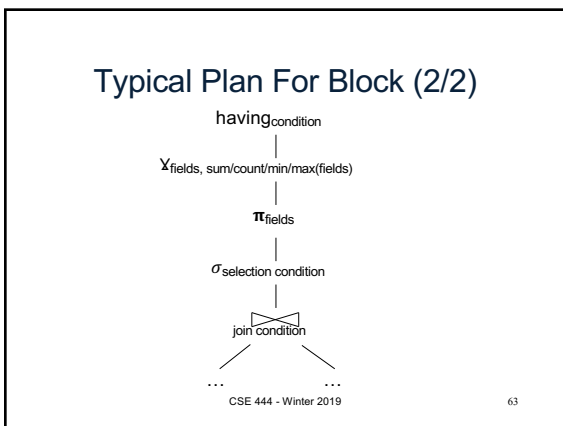 Typical Plan For Block (2/2)
havingcondition
ɣfields, sum/count/min/max(fields)
πfields
σselection condition
join condition
… …
CSE 444 - Winter 2019 63